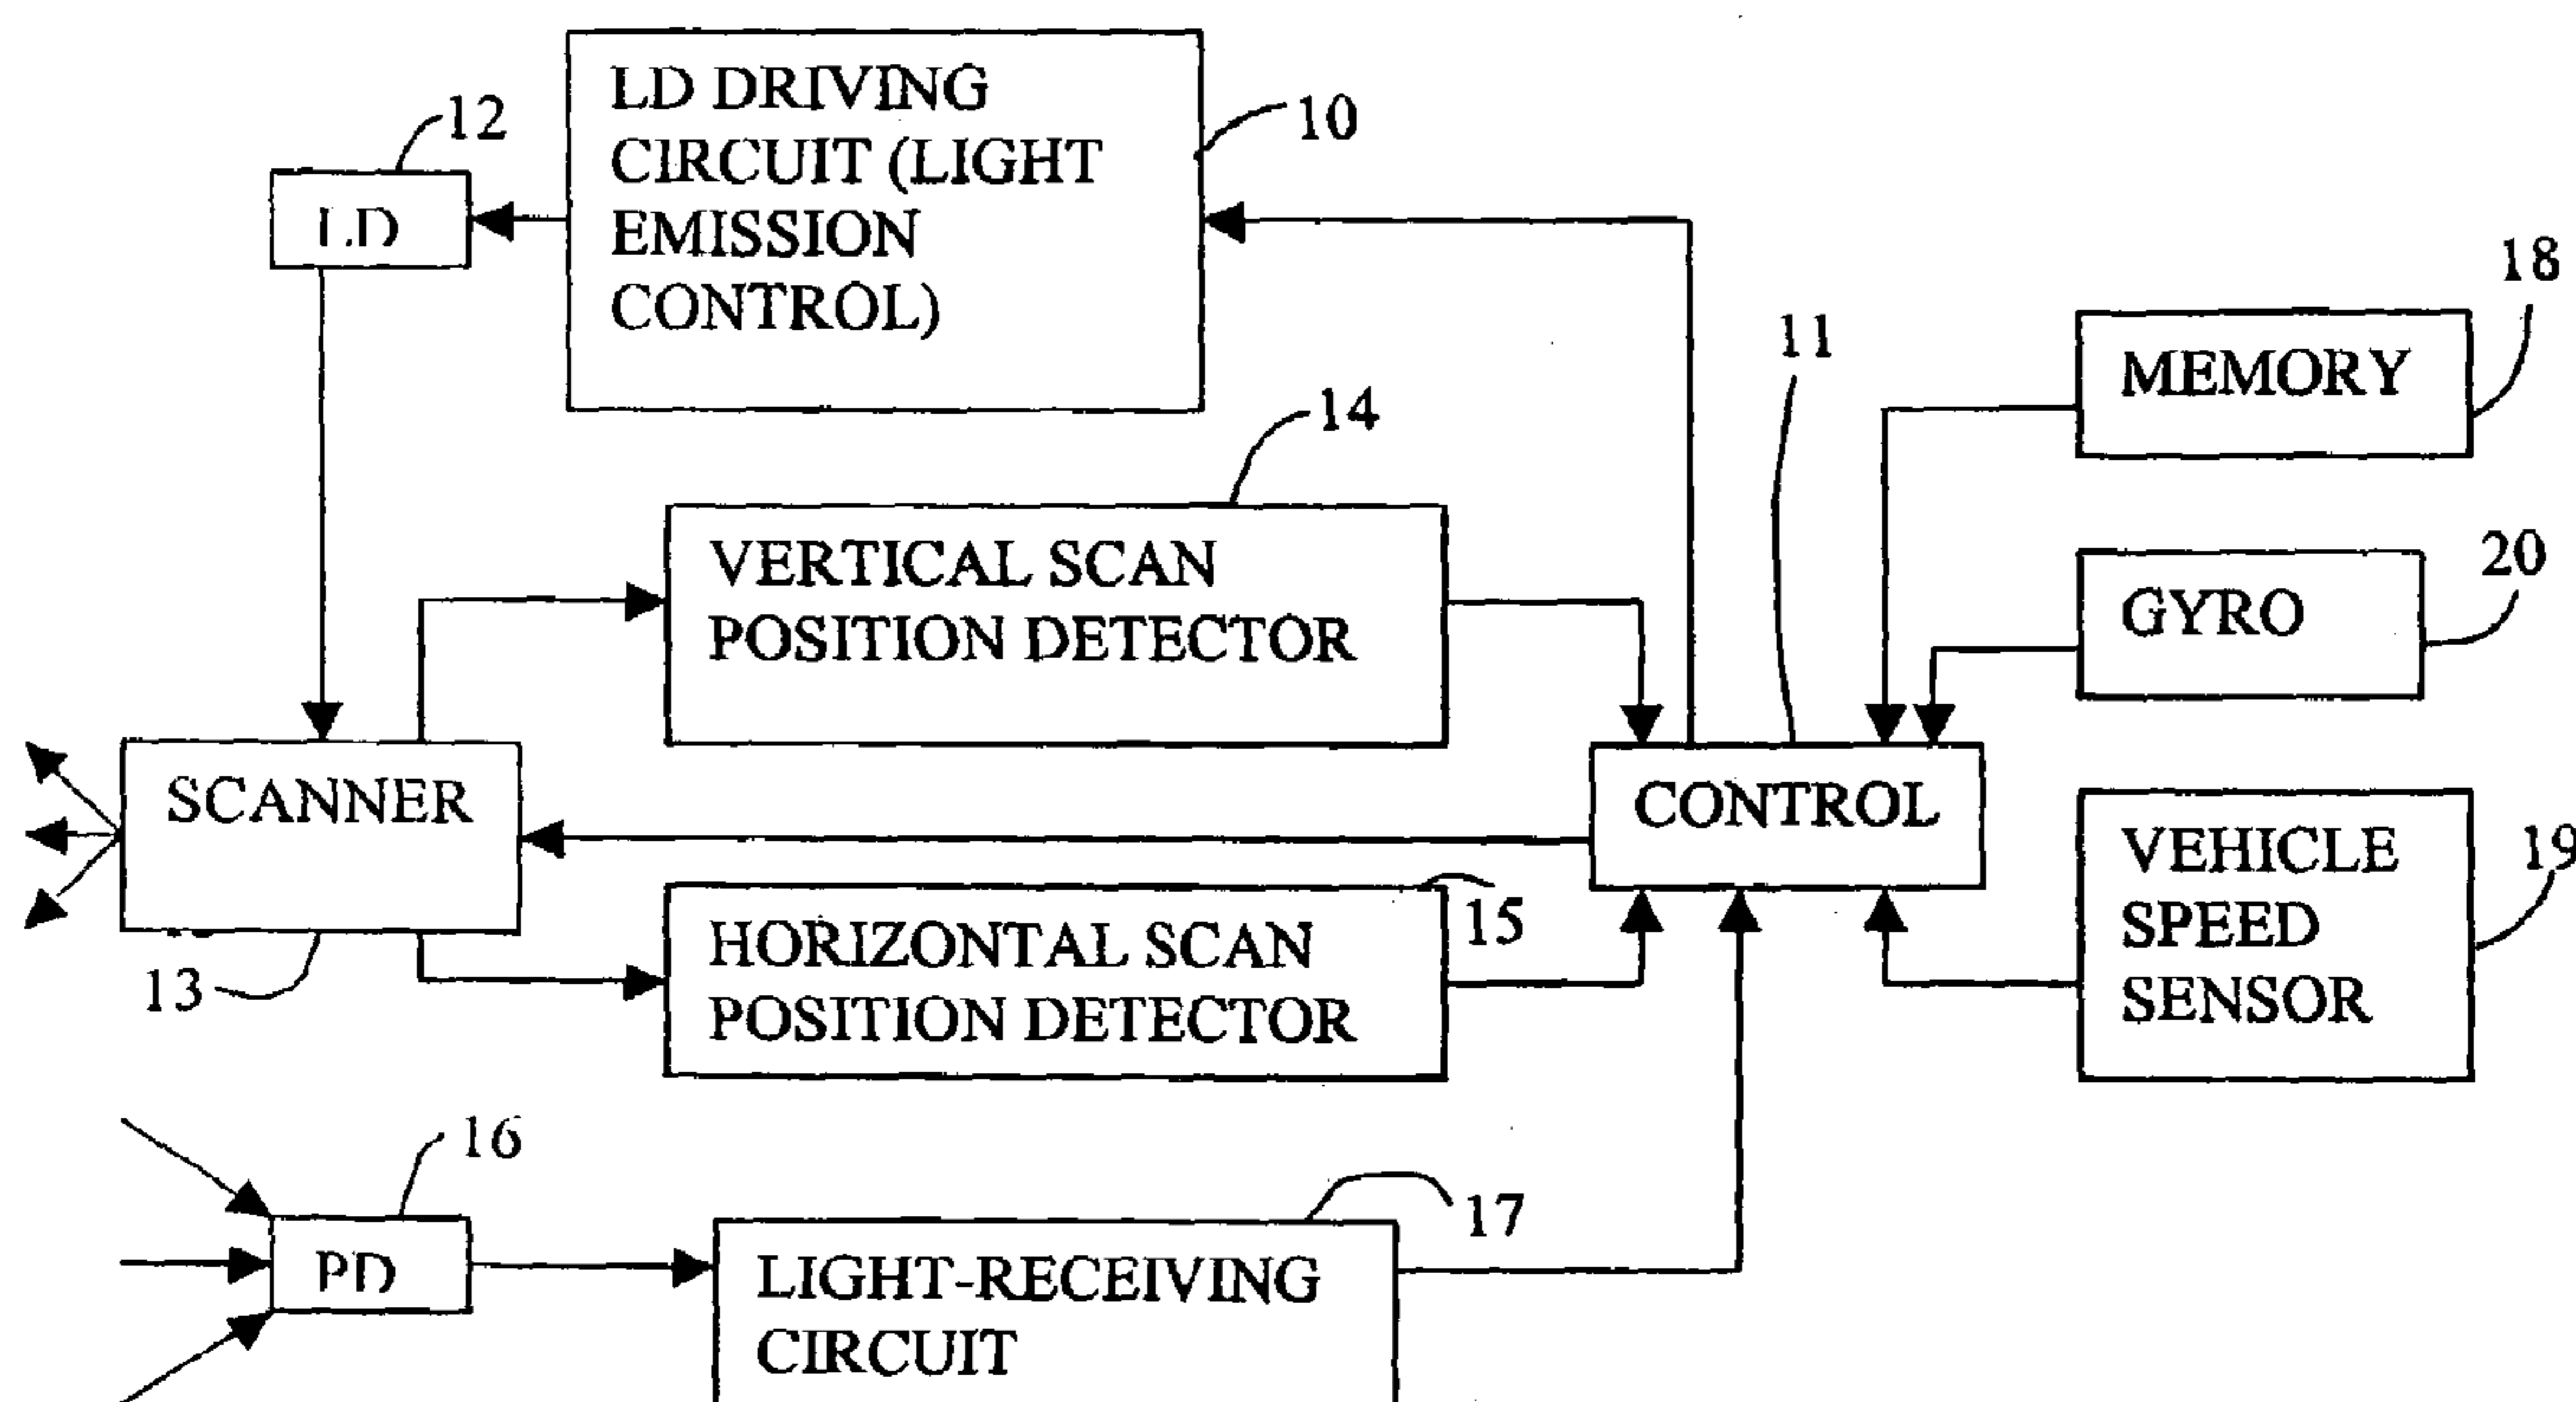 LD DRIVING
CIRCUIT (LIGHT
EMISSION
CONTROL)
10
12
LD
14
VERTICAL SCAN
POSITION DETECTOR
11
MEMORY
18
GYRO
20
SCANNER
13
CONTROL
VEHICLE
SPEED
SENSOR
19
HORIZONTAL SCAN
POSITION DETECTOR
15
16
PD
17
LIGHT-RECEIVING
CIRCUIT